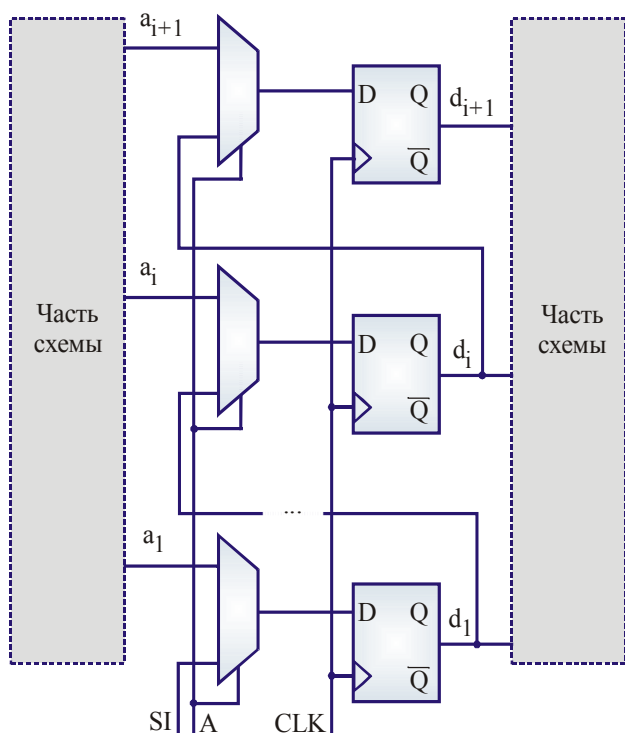 a_{i+1}
D Q
Q̅
d_{i+1}
a_i
D Q
Q̅
d_i
Часть
схемы
Часть
схемы
...
a_1
D Q
Q̅
d_1
SI A CLK